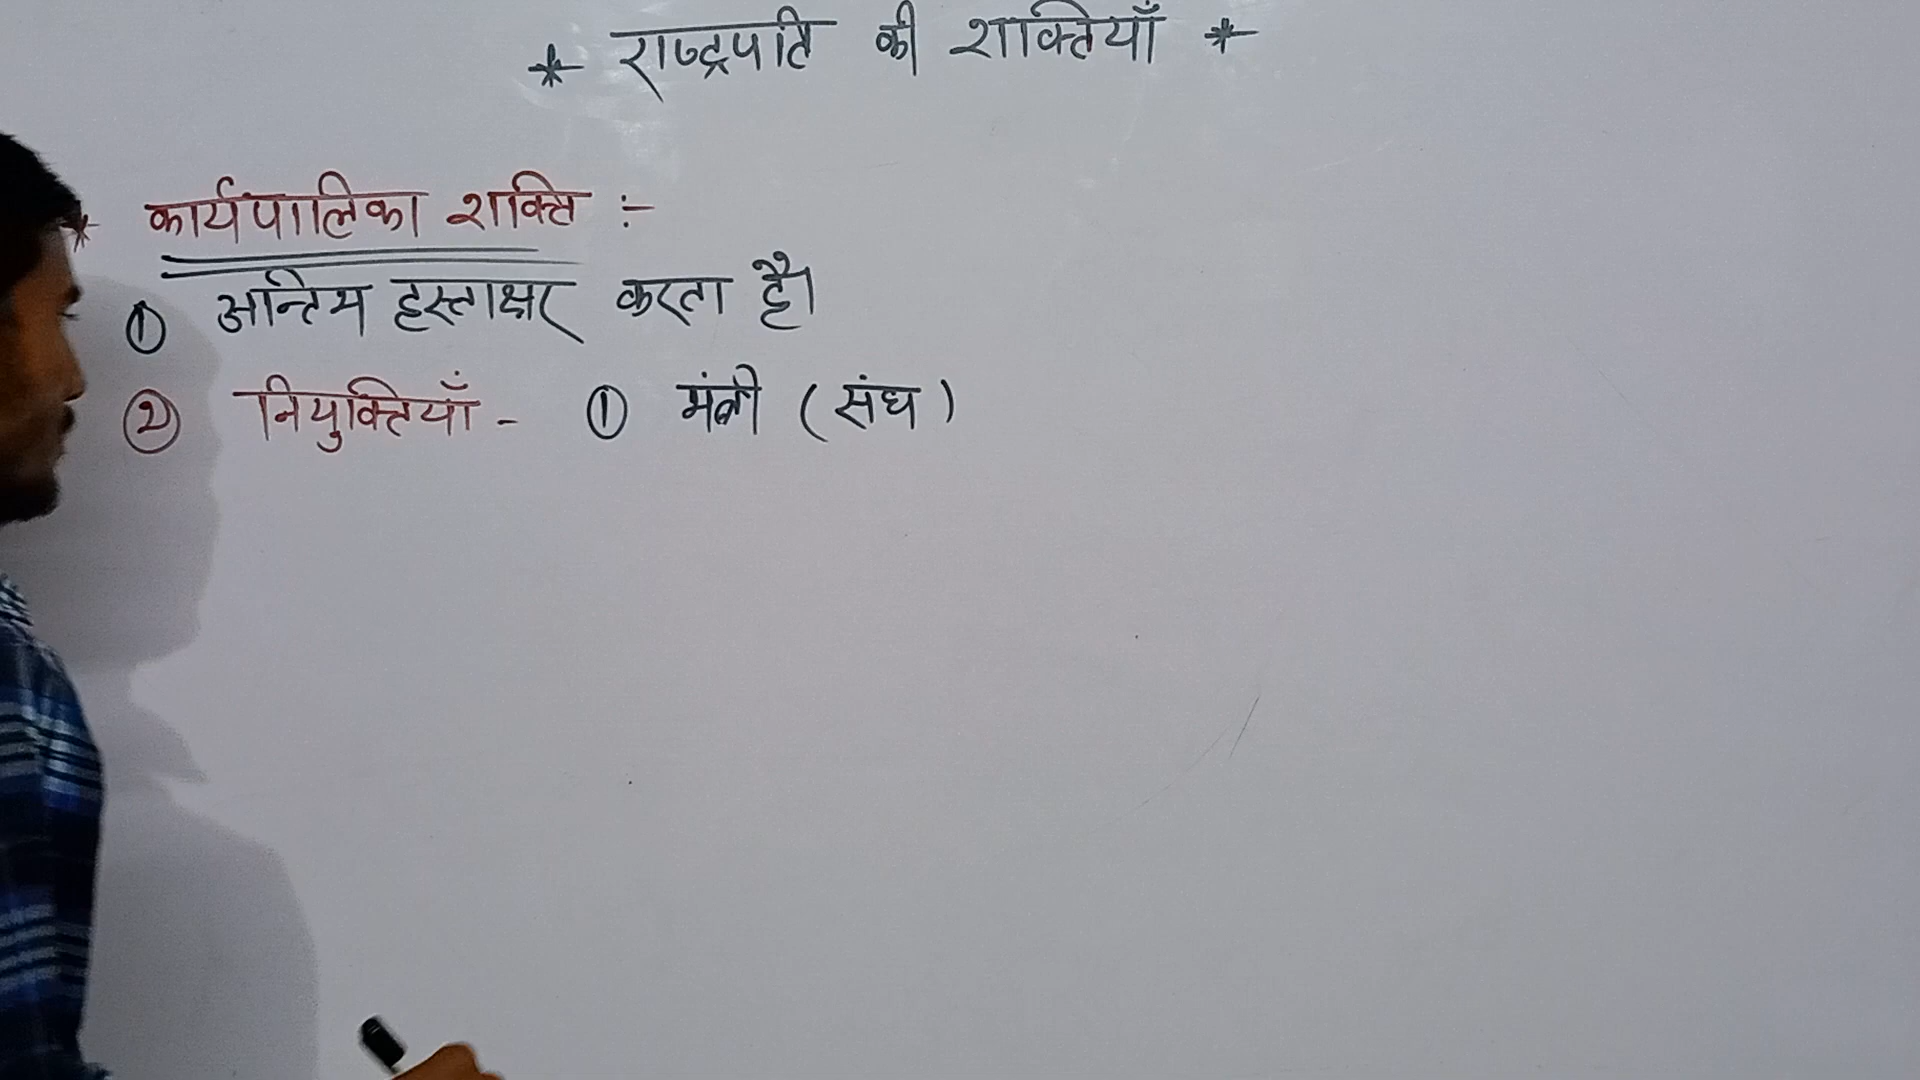 * राष्ट्रपति की शक्तियाँ *
* कार्यपालिका शक्ति :-
① अन्तिम हस्ताक्षर करता है।
② नियुक्तियाँ - ① मंत्री (संघ)